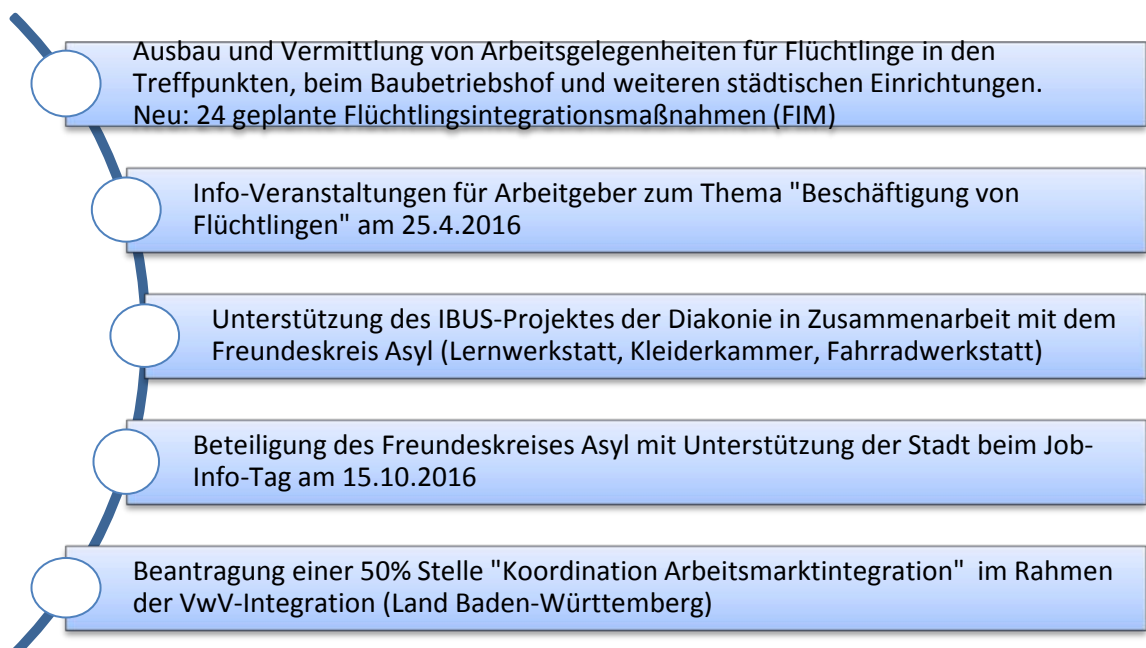 Ausbau und Vermittlung von Arbeitsgelegenheiten für Flüchtlinge in den
Treffpunkten, beim Baubetriebshof und weiteren städtischen Einrichtungen.
Neu: 24 geplante Flüchtlingsintegrationsmaßnahmen (FIM)
Info-Veranstaltungen für Arbeitgeber zum Thema "Beschäftigung von
Flüchtlingen" am 25.4.2016
Unterstützung des IBUS-Projektes der Diakonie in Zusammenarbeit mit dem
Freundeskreis Asyl (Lernwerkstatt, Kleiderkammer, Fahrradwerkstatt)
Beteiligung des Freundeskreises Asyl mit Unterstützung der Stadt beim Job-
Info-Tag am 15.10.2016
Beantragung einer 50% Stelle "Koordination Arbeitsmarktintegration"  im Rahmen
der VwV-Integration (Land Baden-Württemberg)